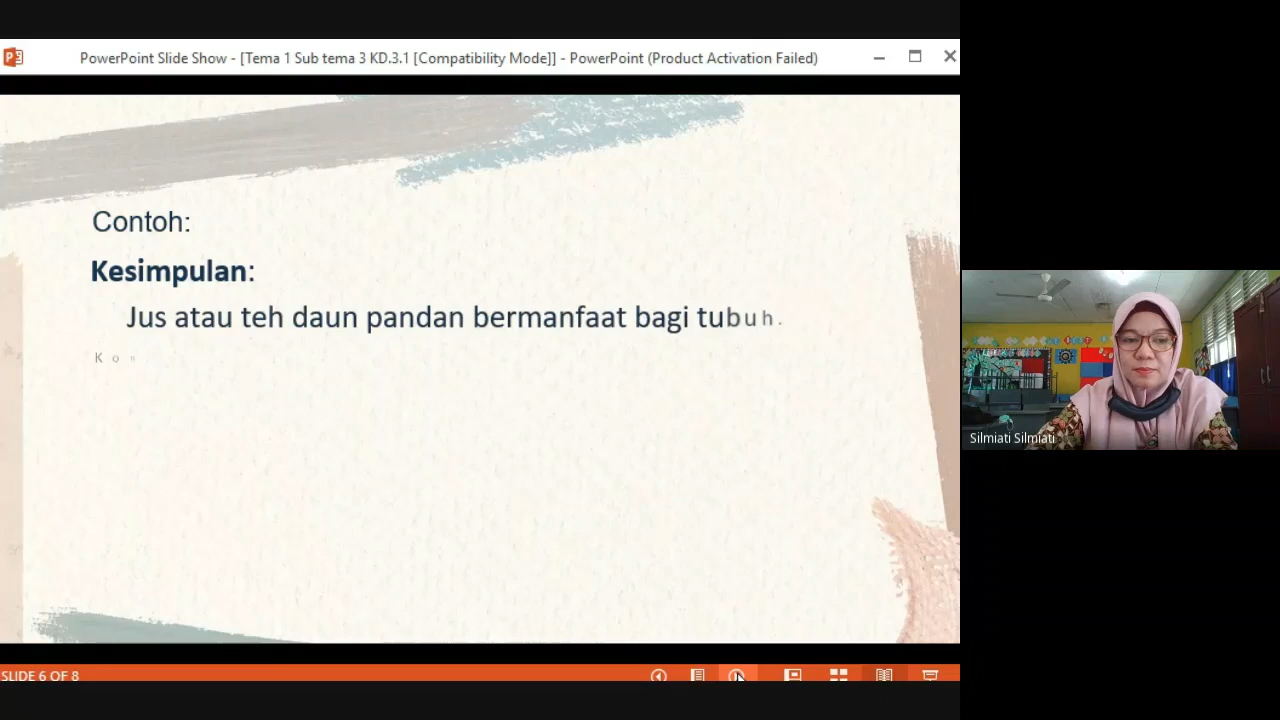 PowerPoint Slide Show - [Tema 1 Sub tema 3 KD.3.1 [Compatibility Mode]] - PowerPoint (Product Activation Failed)
Contoh:
Kesimpulan:
Jus atau teh daun pandan bermanfaat bagi tubuh.
K o n
Silmiati Silmiati
SLIDE 6 OF 8